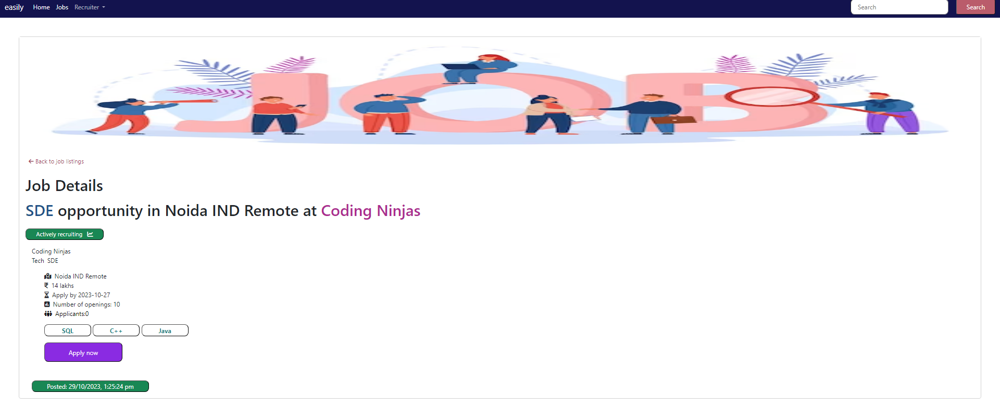 easily Home Jobs Recruiter Search Search
JOB
Back to job listings
Job Details
SDE opportunity in Noida IND Remote at Coding Ninjas
Actively recruiting
Coding Ninjas
Tech SDE
Noida IND Remote
₹ 14 lakhs
Apply by 2023-10-27
Number of openings: 10
Applicants:0
SQL C++ Java
Apply now
Posted: 29/10/2023, 1:25:24 pm